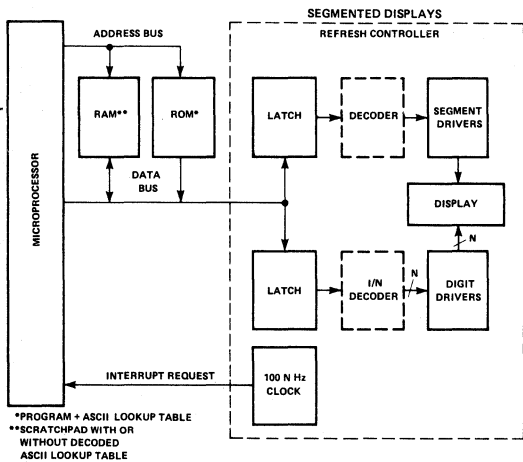 SEGMENTED DISPLAYS
ADDRESS BUS
REFRESH CONTROLLER
MICROPROCESSOR
RAM**
ROM*
DATA
BUS
LATCH
DECODER
SEGMENT
DRIVERS
DISPLAY
N
LATCH
I/N
DECODER
N
DIGIT
DRIVERS
INTERRUPT REQUEST
100 N Hz
CLOCK
*PROGRAM + ASCII LOOKUP TABLE
**SCRATCHPAD WITH OR
WITHOUT DECODED
ASCII LOOKUP TABLE